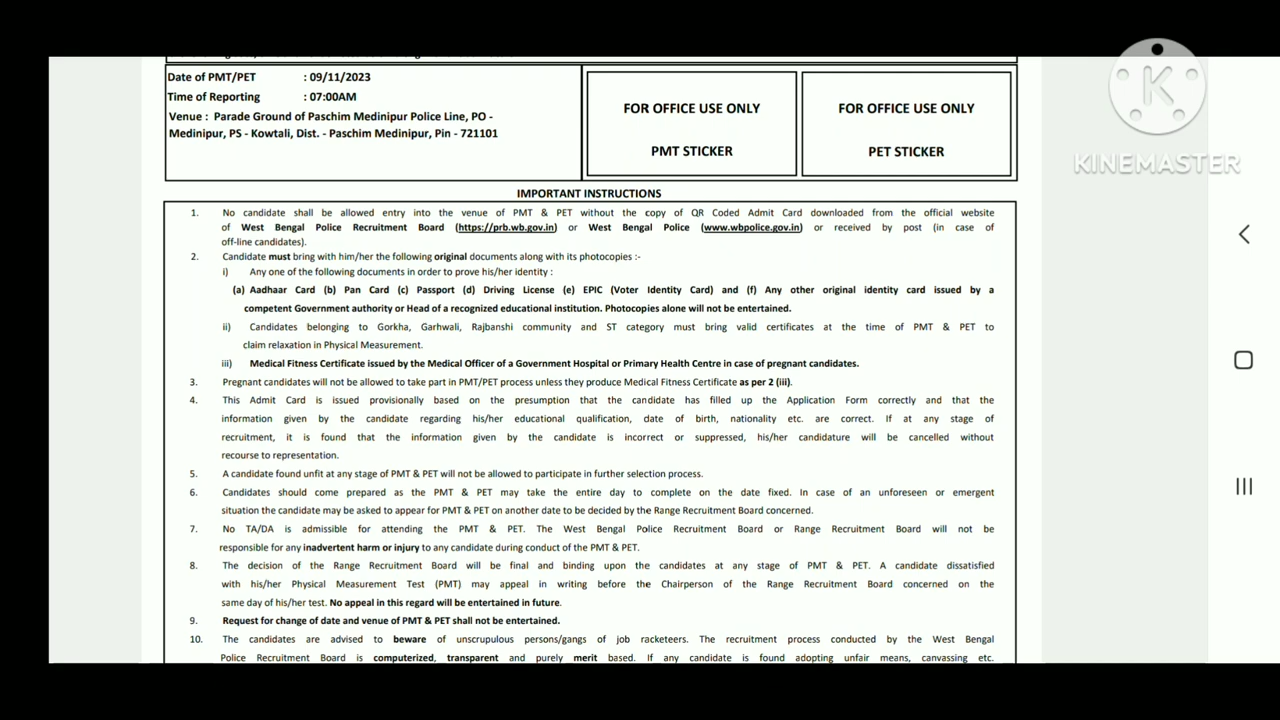 Date of PMT/PET : 09/11/2023
Time of Reporting : 07:00AM
Venue : Parade Ground of Paschim Medinipur Police Line, PO -
Medinipur, PS - Kowtali, Dist. - Paschim Medinipur, Pin - 721101
FOR OFFICE USE ONLY
PMT STICKER
FOR OFFICE USE ONLY
PET STICKER
KINEMASTER
IMPORTANT INSTRUCTIONS
1. No candidate shall be allowed entry into the venue of PMT & PET without the copy of QR Coded Admit Card downloaded from the official website
of West Bengal Police Recruitment Board (https://prb.wb.gov.in) or West Bengal Police (www.wbpolice.gov.in) or received by post (in case of
off-line candidates).
2. Candidate must bring with him/her the following original documents along with its photocopies :-
i) Any one of the following documents in order to prove his/her identity :
(a) Aadhaar Card (b) Pan Card (c) Passport (d) Driving License (e) EPIC (Voter Identity Card) and (f) Any other original identity card issued by a
competent Government authority or Head of a recognized educational institution. Photocopies alone will not be entertained.
ii) Candidates belonging to Gorkha, Garhwali, Rajbanshi community and ST category must bring valid certificates at the time of PMT & PET to
claim relaxation in Physical Measurement.
iii) Medical Fitness Certificate issued by the Medical Officer of a Government Hospital or Primary Health Centre in case of pregnant candidates.
3. Pregnant candidates will not be allowed to take part in PMT/PET process unless they produce Medical Fitness Certificate as per 2 (iii).
4. This Admit Card is issued provisionally based on the presumption that the candidate has filled up the Application Form correctly and that the
information given by the candidate regarding his/her educational qualification, date of birth, nationality etc. are correct. If at any stage of
recruitment, it is found that the information given by the candidate is incorrect or suppressed, his/her candidature will be cancelled without
recourse to representation.
5. A candidate found unfit at any stage of PMT & PET will not be allowed to participate in further selection process.
6. Candidates should come prepared as the PMT & PET may take the entire day to complete on the date fixed. In case of an unforeseen or emergent
situation the candidate may be asked to appear for PMT & PET on another date to be decided by the Range Recruitment Board concerned.
7. No TA/DA is admissible for attending the PMT & PET. The West Bengal Police Recruitment Board or Range Recruitment Board will not be
responsible for any inadvertent harm or injury to any candidate during conduct of the PMT & PET.
8. The decision of the Range Recruitment Board will be final and binding upon the candidates at any stage of PMT & PET. A candidate dissatisfied
with his/her Physical Measurement Test (PMT) may appeal in writing before the Chairperson of the Range Recruitment Board concerned on the
same day of his/her test. No appeal in this regard will be entertained in future.
9. Request for change of date and venue of PMT & PET shall not be entertained.
10. The candidates are advised to beware of unscrupulous persons/gangs of job racketeers. The recruitment process conducted by the West Bengal
Police Recruitment Board is computerized, transparent and purely merit based. If any candidate is found adopting unfair means, canvassing etc.